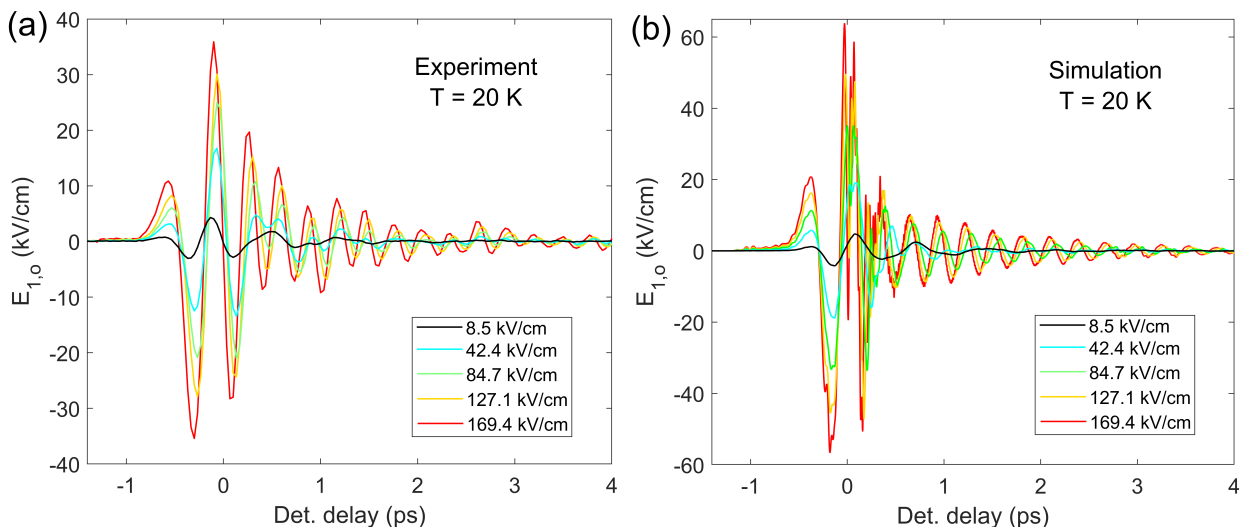 (a)
Experiment
T = 20 K
40
30
20
10
0
-10
-20
-30
-40
E1,o (kV/cm)
8.5 kV/cm
42.4 kV/cm
84.7 kV/cm
127.1 kV/cm
169.4 kV/cm
-1 0 1 2 3 4
Det. delay (ps)
(b)
Simulation
T = 20 K
60
40
20
0
-20
-40
-60
E1,o (kV/cm)
8.5 kV/cm
42.4 kV/cm
84.7 kV/cm
127.1 kV/cm
169.4 kV/cm
-1 0 1 2 3 4
Det. delay (ps)